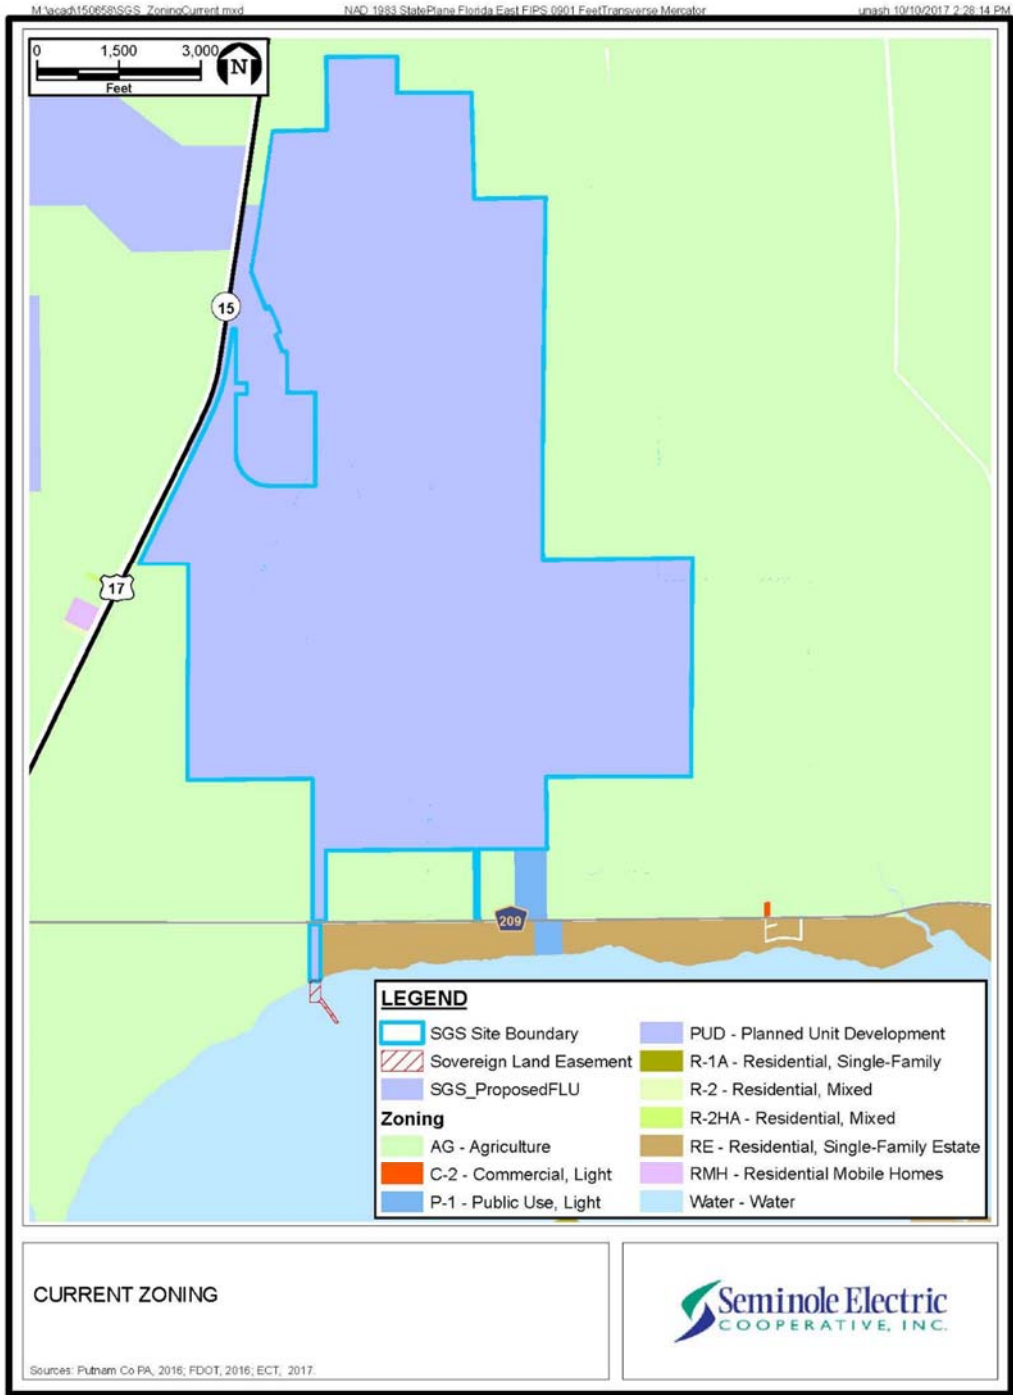 M:\acad\150658\SGS_ZoningCurrent.mxd NAD 1983 StatePlane Florida East FIPS 0901 FeetTransverse Mercator unash 10/10/2017 2:28:14 PM
0 1,500 3,000
Feet
N
15
17
209
LEGEND
SGS Site Boundary
Sovereign Land Easement
SGS_ProposedFLU
Zoning
AG - Agriculture
C-2 - Commercial, Light
P-1 - Public Use, Light
PUD - Planned Unit Development
R-1A - Residential, Single-Family
R-2 - Residential, Mixed
R-2HA - Residential, Mixed
RE - Residential, Single-Family Estate
RMH - Residential Mobile Homes
Water - Water
CURRENT ZONING
Sources: Putnam Co PA, 2016; FDOT, 2016; ECT, 2017.
Seminole Electric
COOPERATIVE, INC.